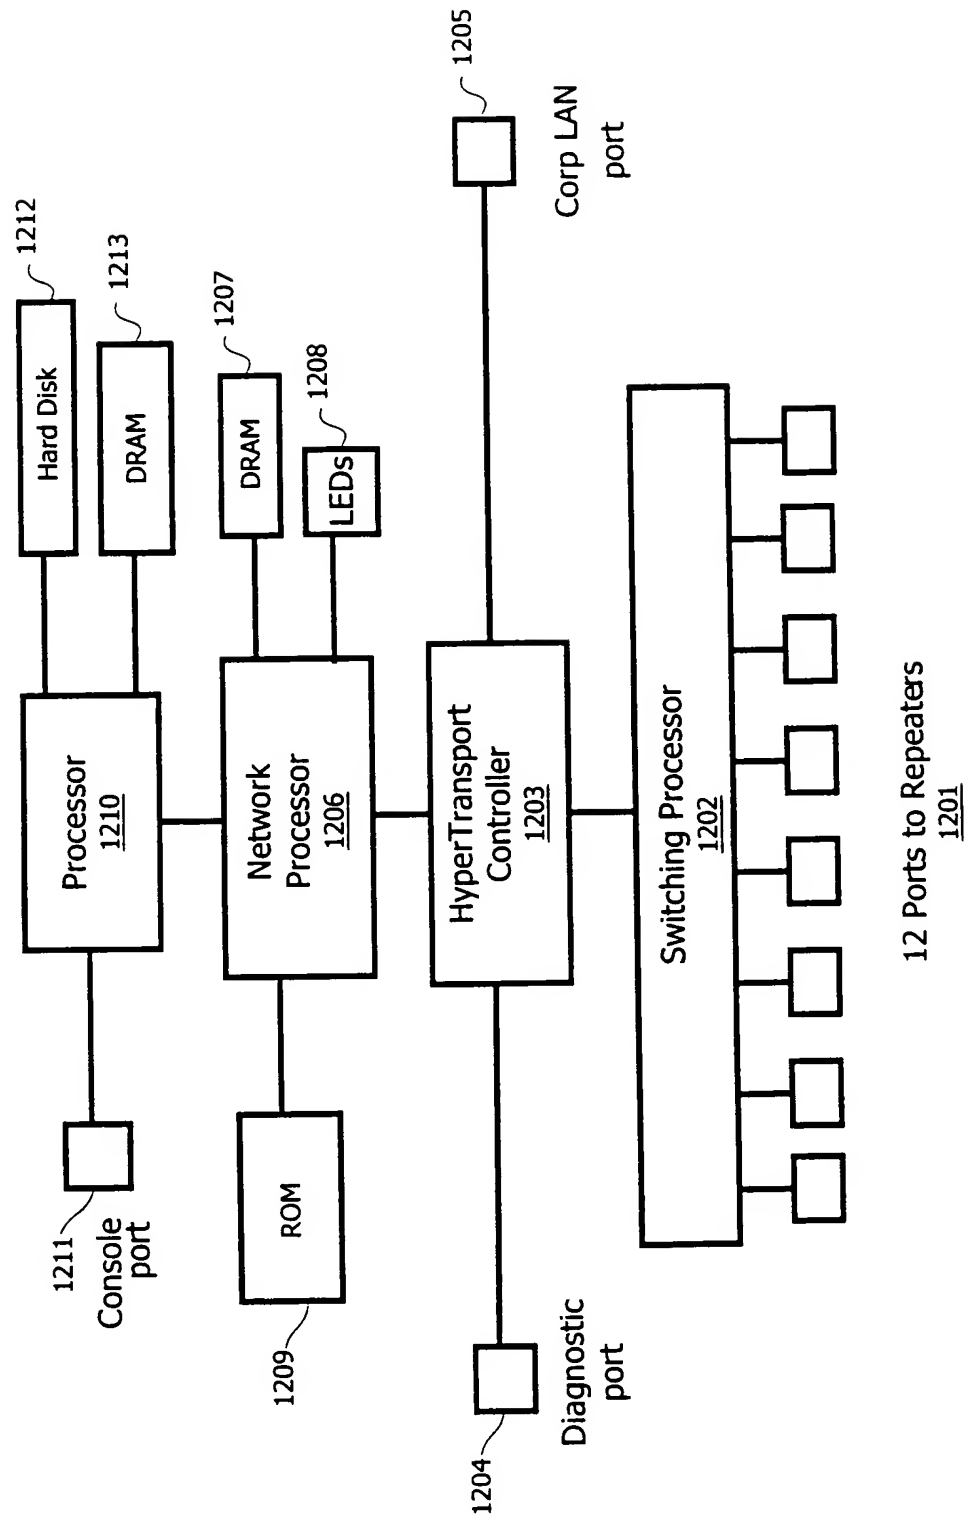 1212
Hard Disk
1213
DRAM
Processor
1210
1211
Console
port
1207
DRAM
1208
LEDs
Network
Processor
1206
ROM
1209
1205
Corp LAN
port
HyperTransport
Controller
1203
1204
Diagnostic
port
Switching Processor
1202
12 Ports to Repeaters
1201